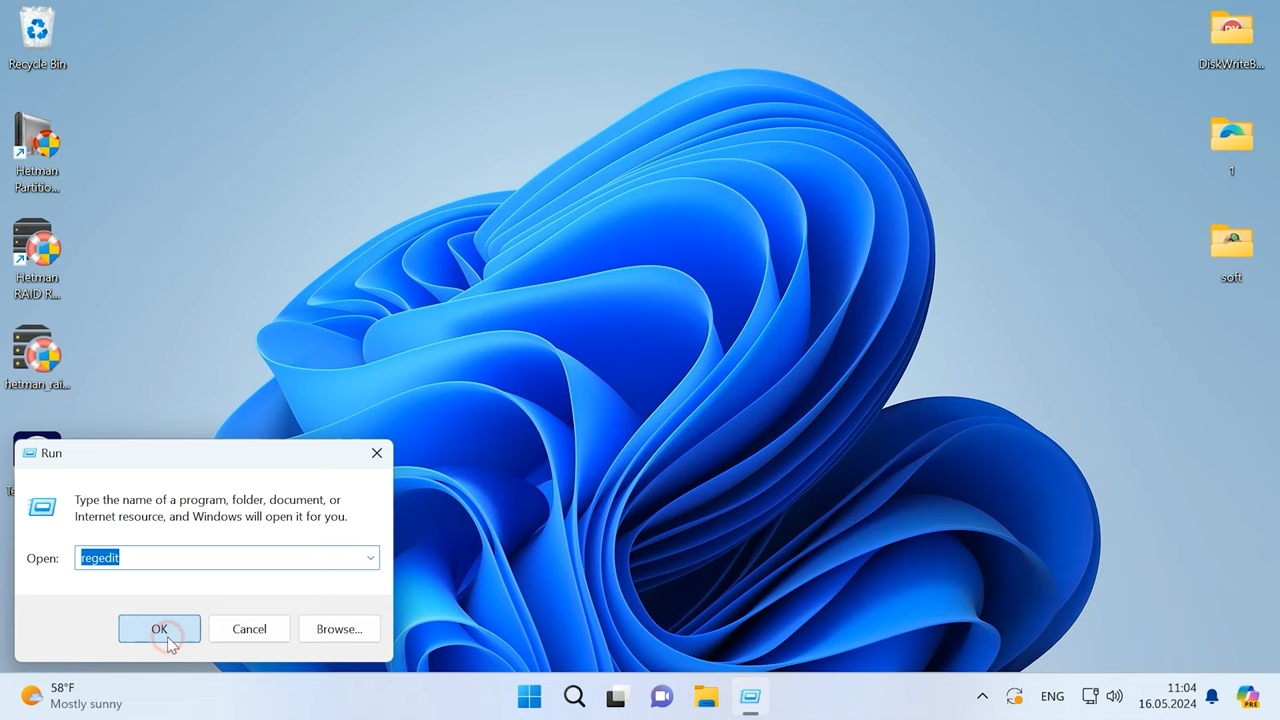 Recycle Bin
Hetman
Partitio...
Hetman
RAID R...
hetman_rai...
DiskWriteB...
1
soft
Run
Type the name of a program, folder, document, or
Internet resource, and Windows will open it for you.
Open:
regedit
OK
Cancel
Browse...
58°F
Mostly sunny
ENG
11:04
16.05.2024
PRE